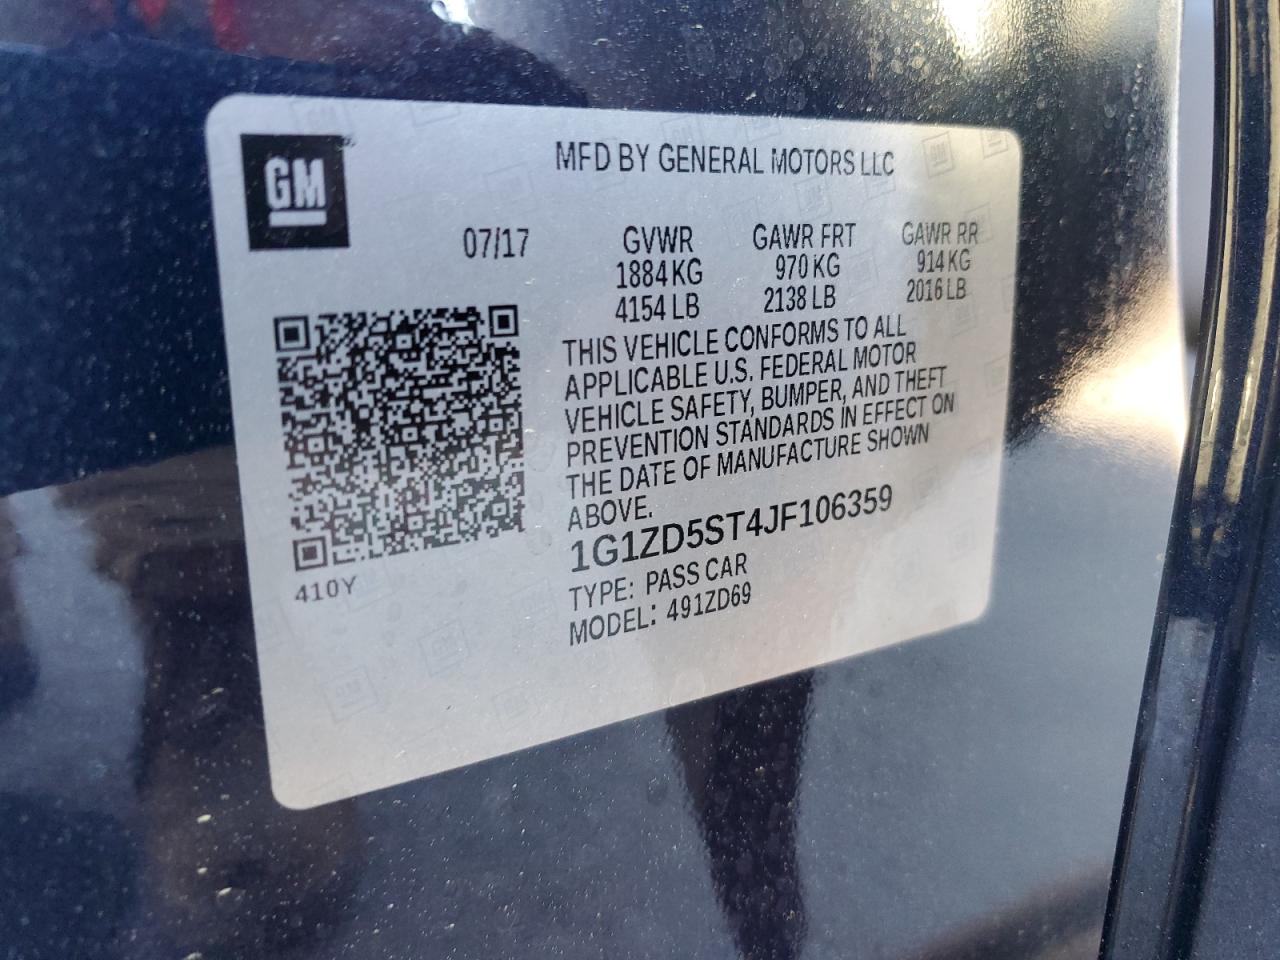 GM
MFD BY GENERAL MOTORS LLC
07/17
GVWR GAWR FRT GAWR RR
1884 KG 970 KG 914 KG
4154 LB 2138 LB 2016 LB
THIS VEHICLE CONFORMS TO ALL
APPLICABLE U.S. FEDERAL MOTOR
VEHICLE SAFETY, BUMPER, AND THEFT
PREVENTION STANDARDS IN EFFECT ON
THE DATE OF MANUFACTURE SHOWN
ABOVE.
1G1ZD5ST4JF106359
TYPE: PASS CAR
MODEL: 491ZD69
410Y